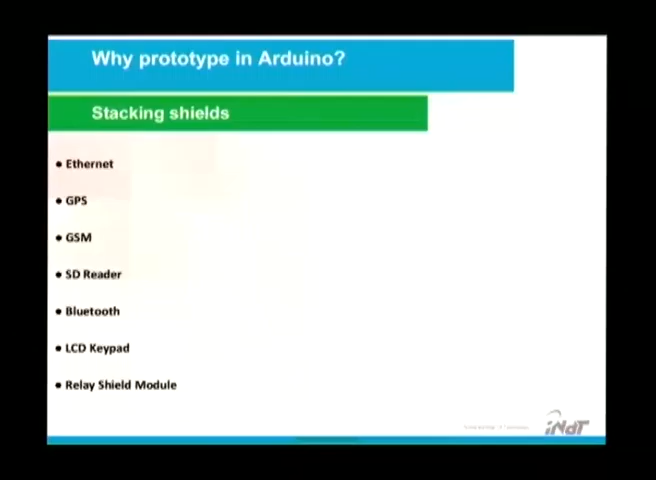 Why prototype in Arduino?
Stacking shields
• Ethernet
• GPS
• GSM
• SD Reader
• Bluetooth
• LCD Keypad
• Relay Shield Module
iNdT